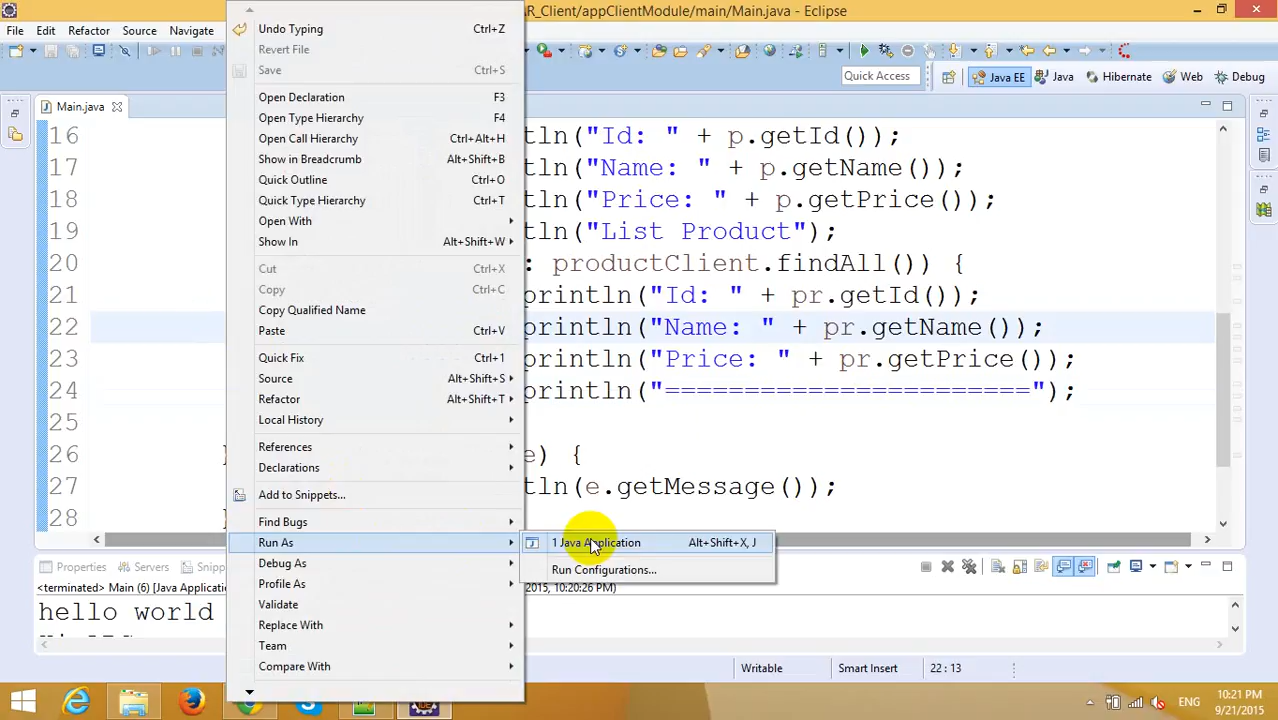 R_Client/appClientModule/main/Main.java - Eclipse
File Edit Refactor Source Navigate
Quick Access
Java EE Java Hibernate Web Debug
Main.java
Undo Typing Ctrl+Z
Revert File
Save Ctrl+S
Open Declaration F3
Open Type Hierarchy F4
Open Call Hierarchy Ctrl+Alt+H
Show in Breadcrumb Alt+Shift+B
Quick Outline Ctrl+O
Quick Type Hierarchy Ctrl+T
Open With
Show In Alt+Shift+W
Cut Ctrl+X
Copy Ctrl+C
Copy Qualified Name
Paste Ctrl+V
Quick Fix Ctrl+1
Source Alt+Shift+S
Refactor Alt+Shift+T
Local History
References
Declarations
Add to Snippets...
Find Bugs
Run As
Debug As
Profile As
Validate
Replace With
Team
Compare With
1 Java Application Alt+Shift+X, J
Run Configurations...
16 ln("Id: " + p.getId());
17 ln("Name: " + p.getName());
18 ln("Price: " + p.getPrice());
19 ln("List Product");
20 : productClient.findAll()) {
21 println("Id: " + pr.getId());
22 println("Name: " + pr.getName());
23 println("Price: " + pr.getPrice());
24 println("=======================");
25
26 } e) {
27 ln(e.getMessage());
28 }
Properties Servers Snipp
<terminated> Main (6) [Java Applica 2015, 10:20:26 PM)
hello world
Writable Smart Insert 22 : 13
ENG
10:21 PM
9/21/2015